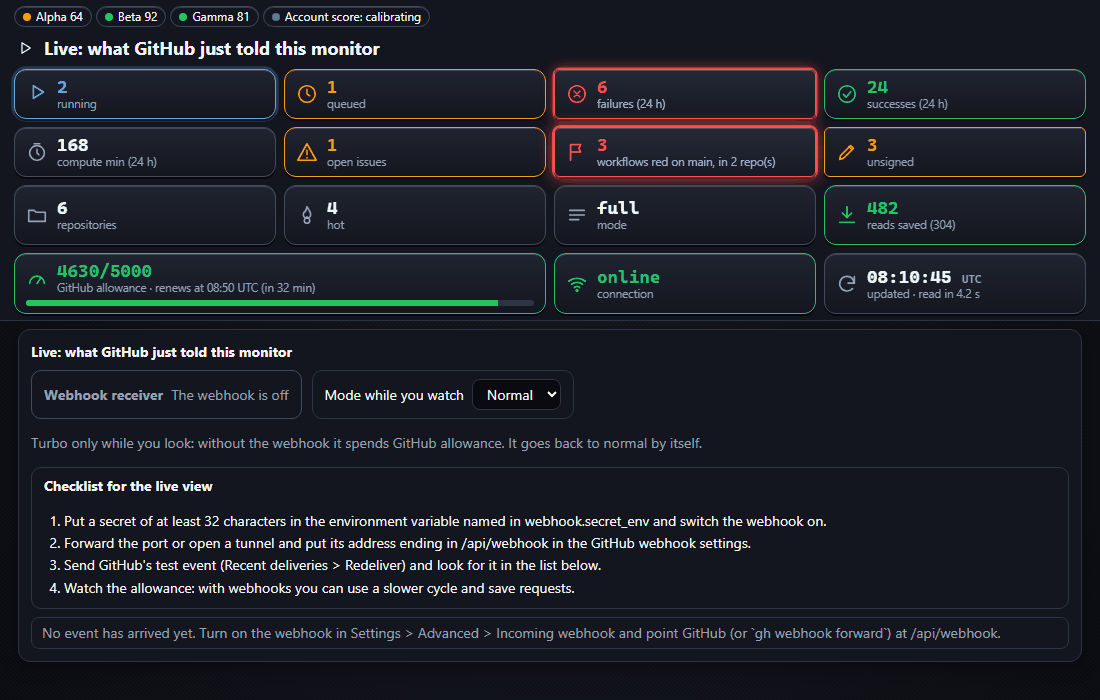 Alpha 64
Beta 92
Gamma 81
Account score: calibrating
Live: what GitHub just told this monitor
2
running
1
queued
6
failures (24 h)
24
successes (24 h)
168
compute min (24 h)
1
open issues
3
workflows red on main, in 2 repo(s)
3
unsigned
6
repositories
4
hot
full
mode
482
reads saved (304)
4630/5000
GitHub allowance · renews at 08:50 UTC (in 32 min)
online
connection
08:10:45 UTC
updated · read in 4.2 s
Live: what GitHub just told this monitor
Webhook receiver The webhook is off
Mode while you watch Normal
Turbo only while you look: without the webhook it spends GitHub allowance. It goes back to normal by itself.
Checklist for the live view
1. Put a secret of at least 32 characters in the environment variable named in webhook.secret_env and switch the webhook on.
2. Forward the port or open a tunnel and put its address ending in /api/webhook in the GitHub webhook settings.
3. Send GitHub's test event (Recent deliveries > Redeliver) and look for it in the list below.
4. Watch the allowance: with webhooks you can use a slower cycle and save requests.
No event has arrived yet. Turn on the webhook in Settings > Advanced > Incoming webhook and point GitHub (or `gh webhook forward`) at /api/webhook.